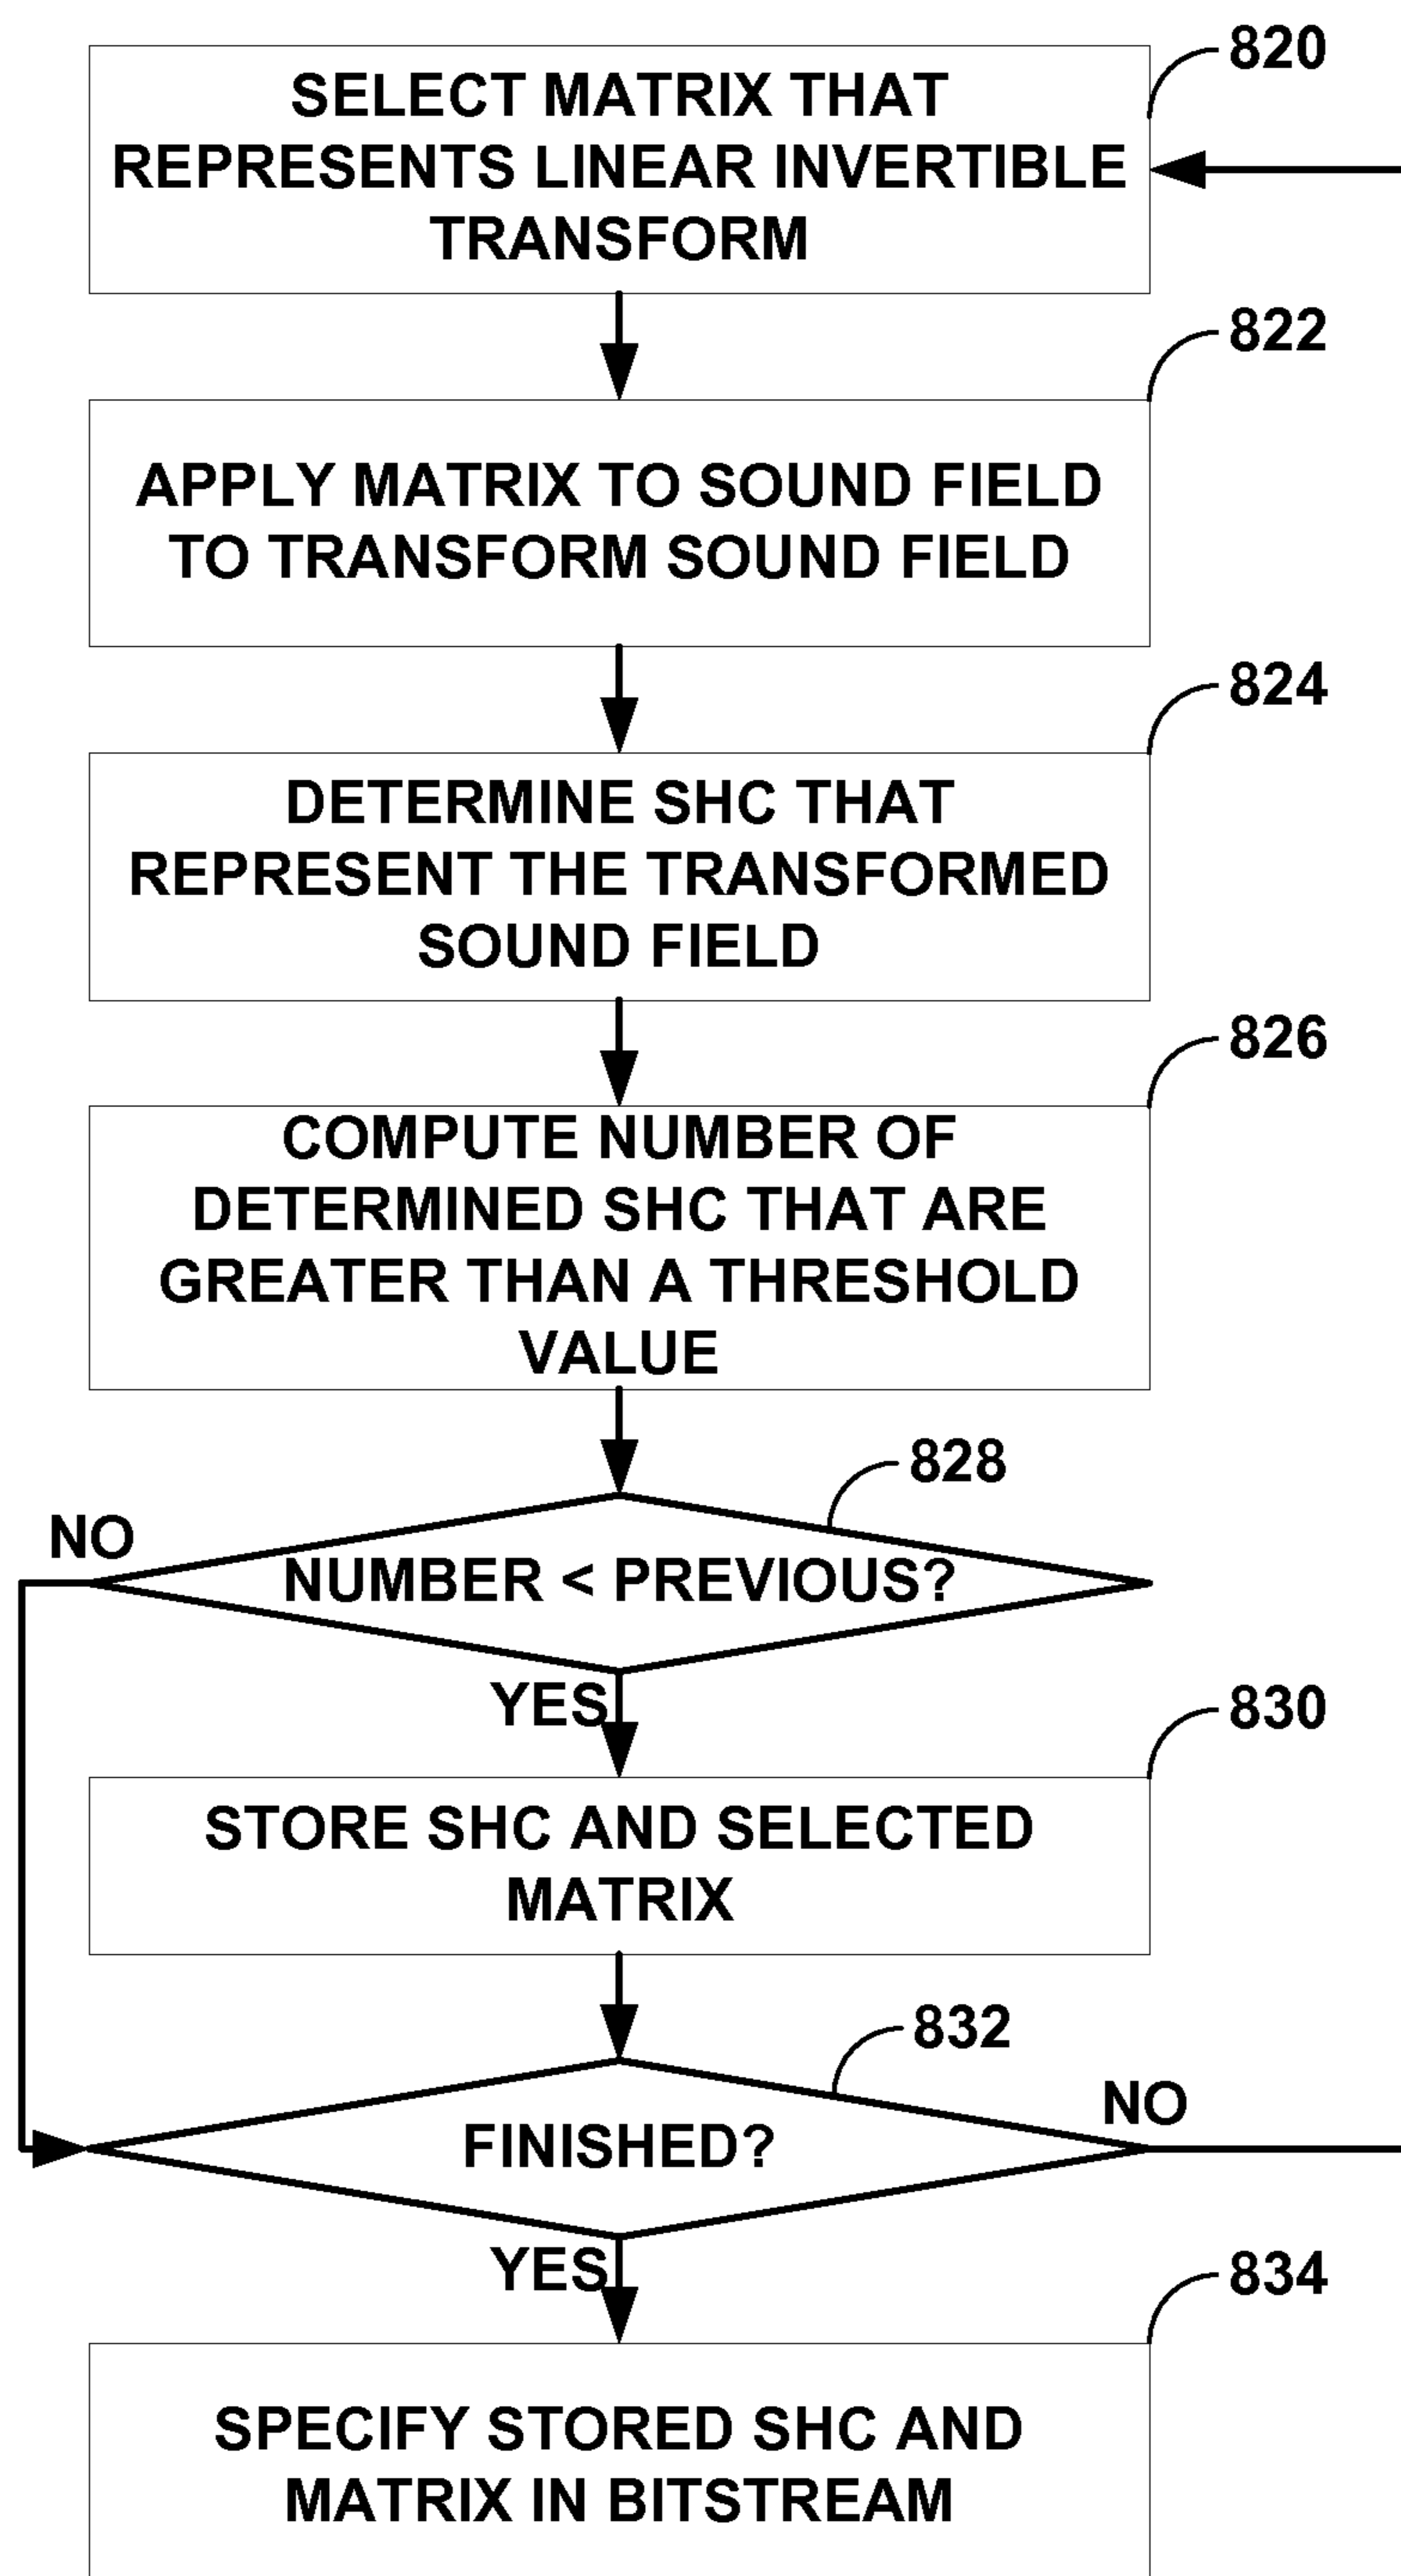 820
SELECT MATRIX THAT
REPRESENTS LINEAR INVERTIBLE
TRANSFORM
822
APPLY MATRIX TO SOUND FIELD
TO TRANSFORM SOUND FIELD
824
DETERMINE SHC THAT
REPRESENT THE TRANSFORMED
SOUND FIELD
826
COMPUTE NUMBER OF
DETERMINED SHC THAT ARE
GREATER THAN A THRESHOLD
VALUE
828
NO
NUMBER < PREVIOUS?
YES
830
STORE SHC AND SELECTED
MATRIX
832
NO
FINISHED?
YES
834
SPECIFY STORED SHC AND
MATRIX IN BITSTREAM